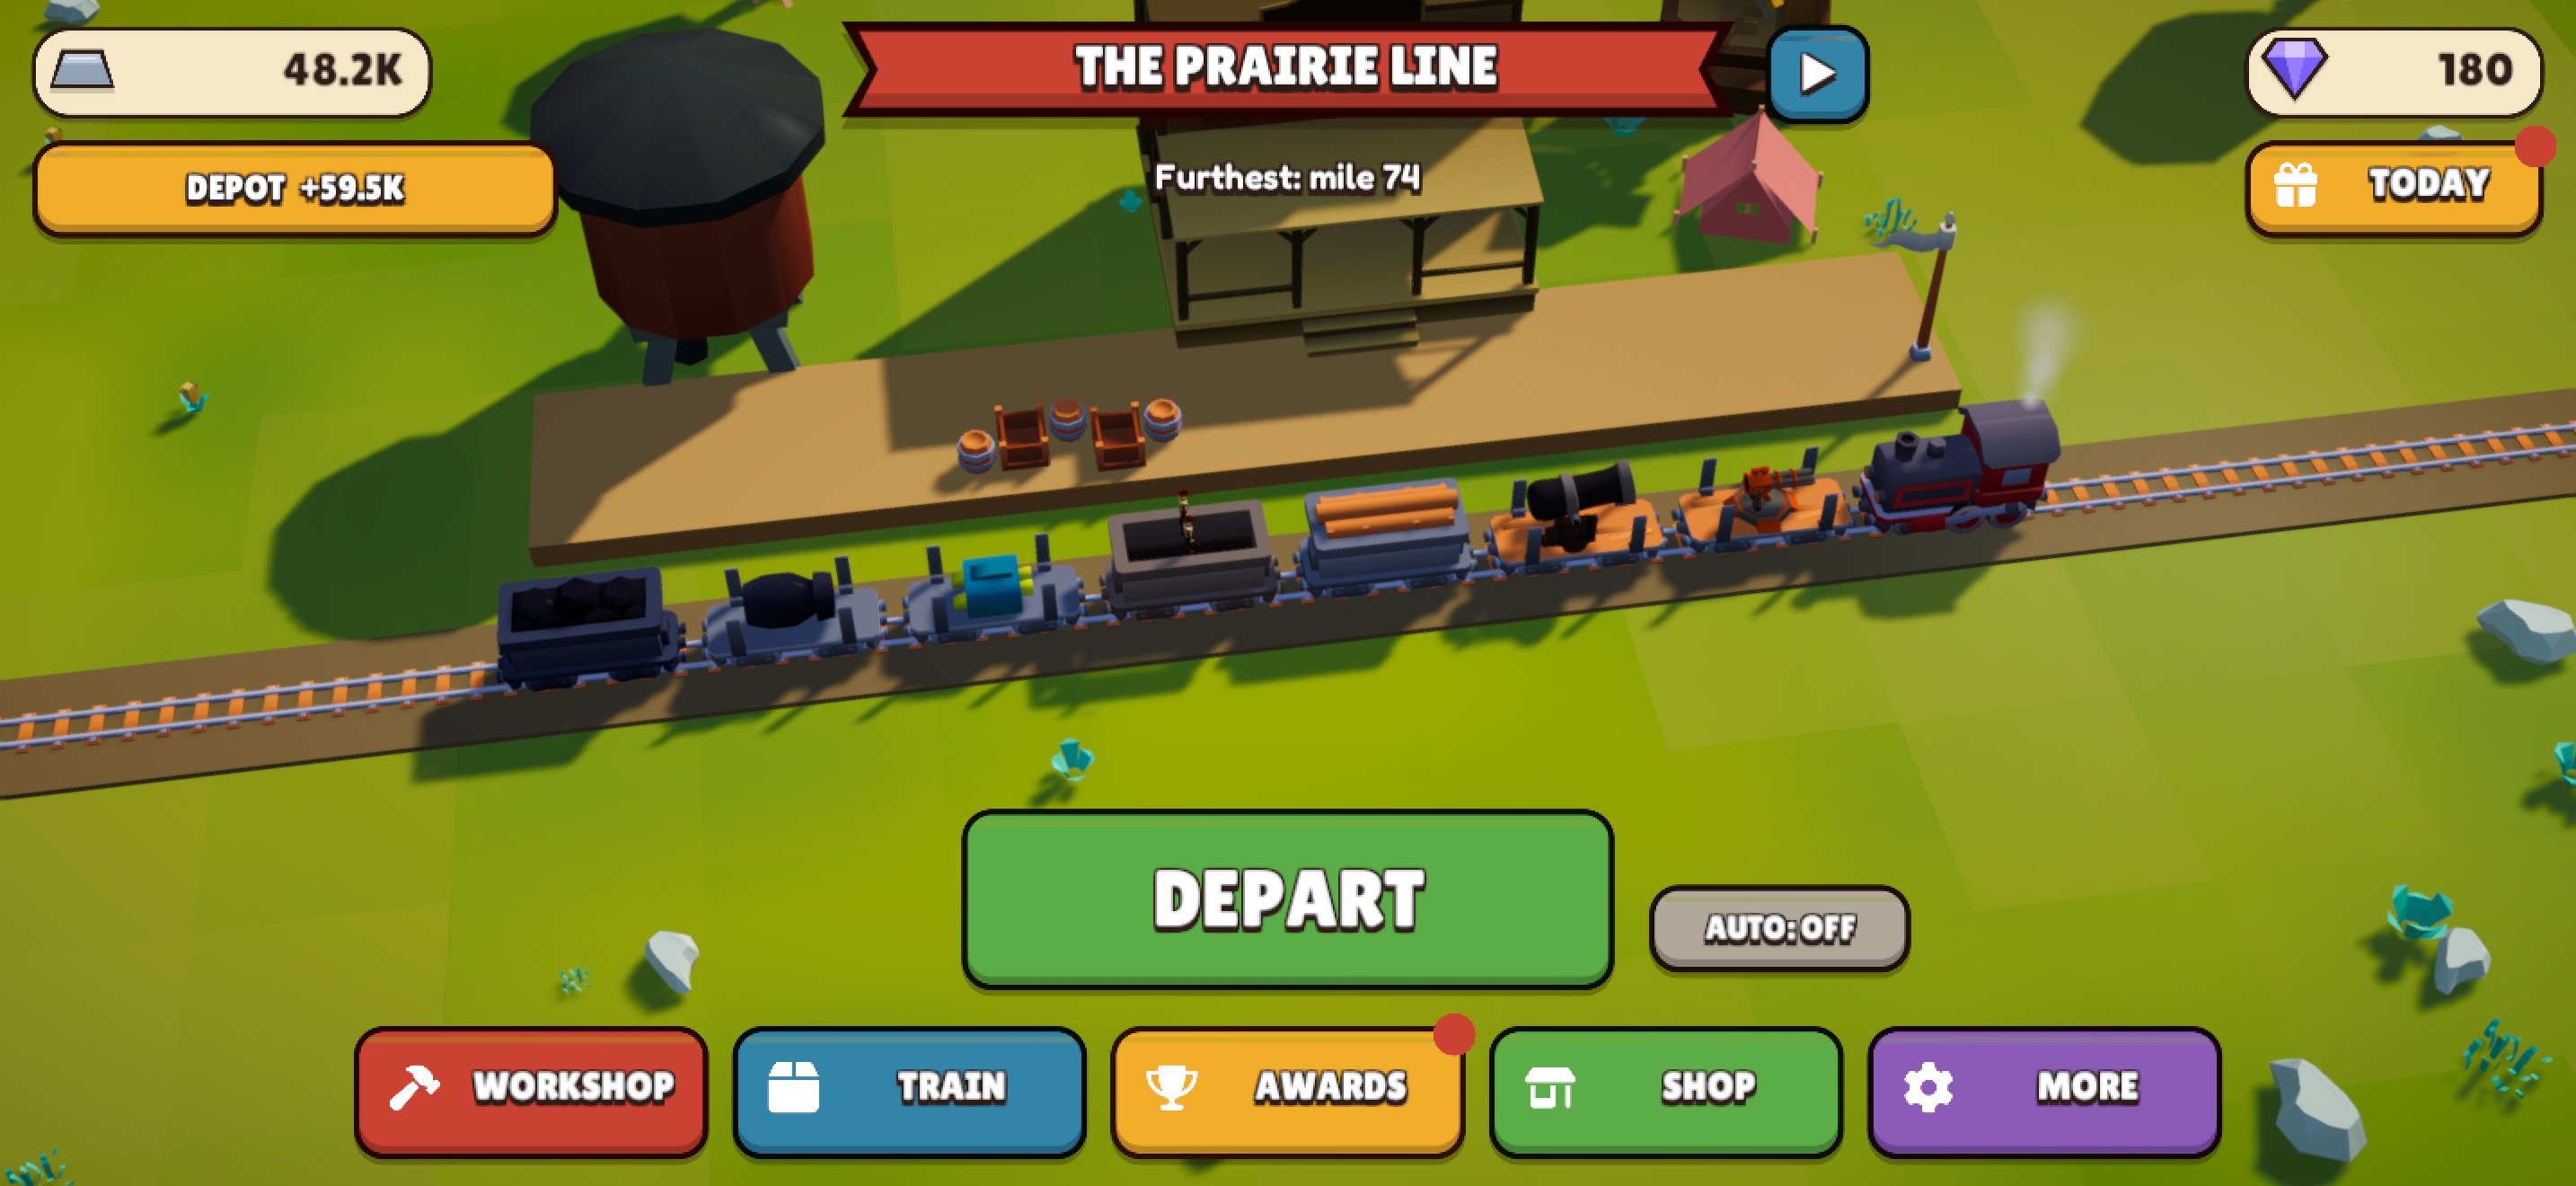 48.2K
THE PRAIRIE LINE
180
DEPOT +59.5K
Furthest: mile 74
TODAY
DEPART
AUTO: OFF
WORKSHOP
TRAIN
AWARDS
SHOP
MORE